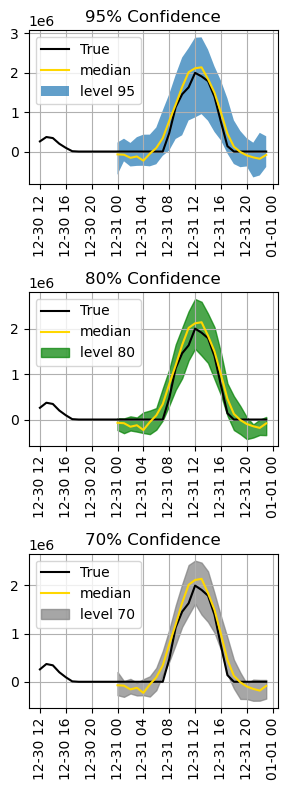 95% Confidence
3
2
1
0
1e6
True
median
level 95
12-30 12
12-30 16
12-30 20
12-31 00
12-31 04
12-31 08
12-31 12
12-31 16
12-31 20
01-01 00
80% Confidence
1e6
2
1
0
True
median
level 80
12-30 12
12-30 16
12-30 20
12-31 00
12-31 04
12-31 08
12-31 12
12-31 16
12-31 20
01-01 00
70% Confidence
1e6
2
1
0
True
median
level 70
12-30 12
12-30 16
12-30 20
12-31 00
12-31 04
12-31 08
12-31 12
12-31 16
12-31 20
01-01 00